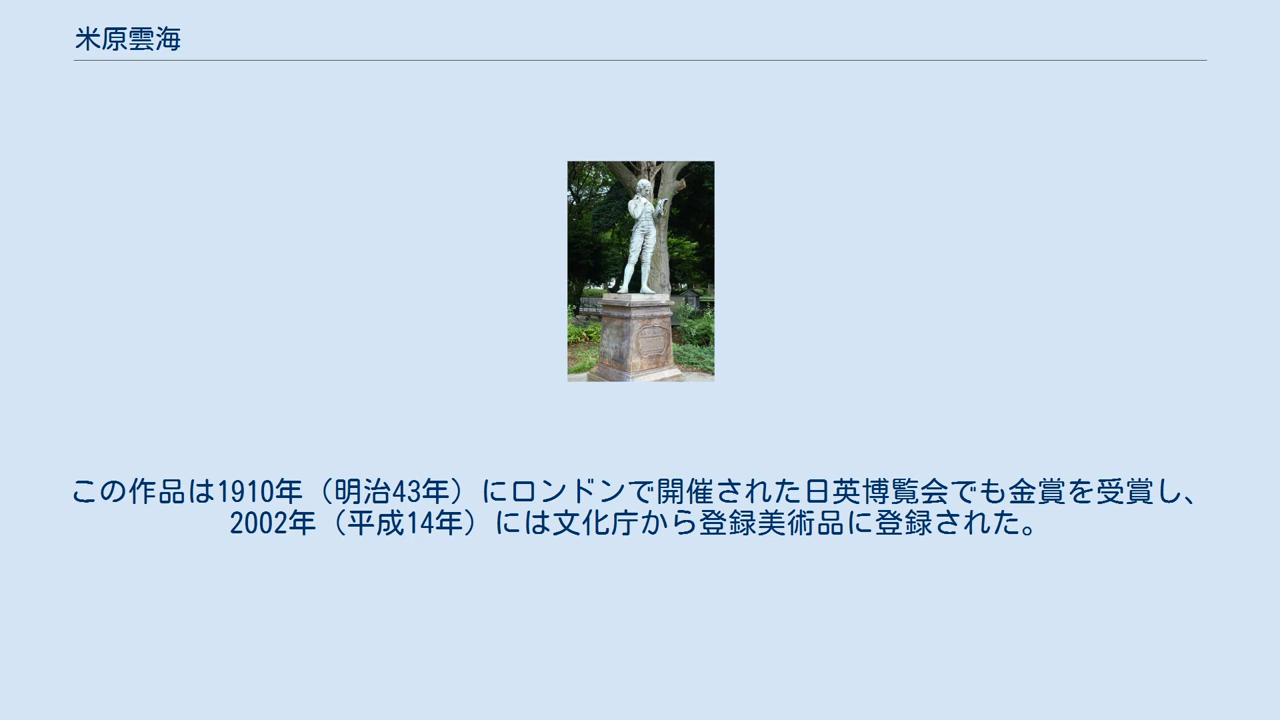 米原雲海
この作品は1910年（明治43年）にロンドンで開催された日英博覧会でも金賞を受賞し、
2002年（平成14年）には文化庁から登録美術品に登録された。